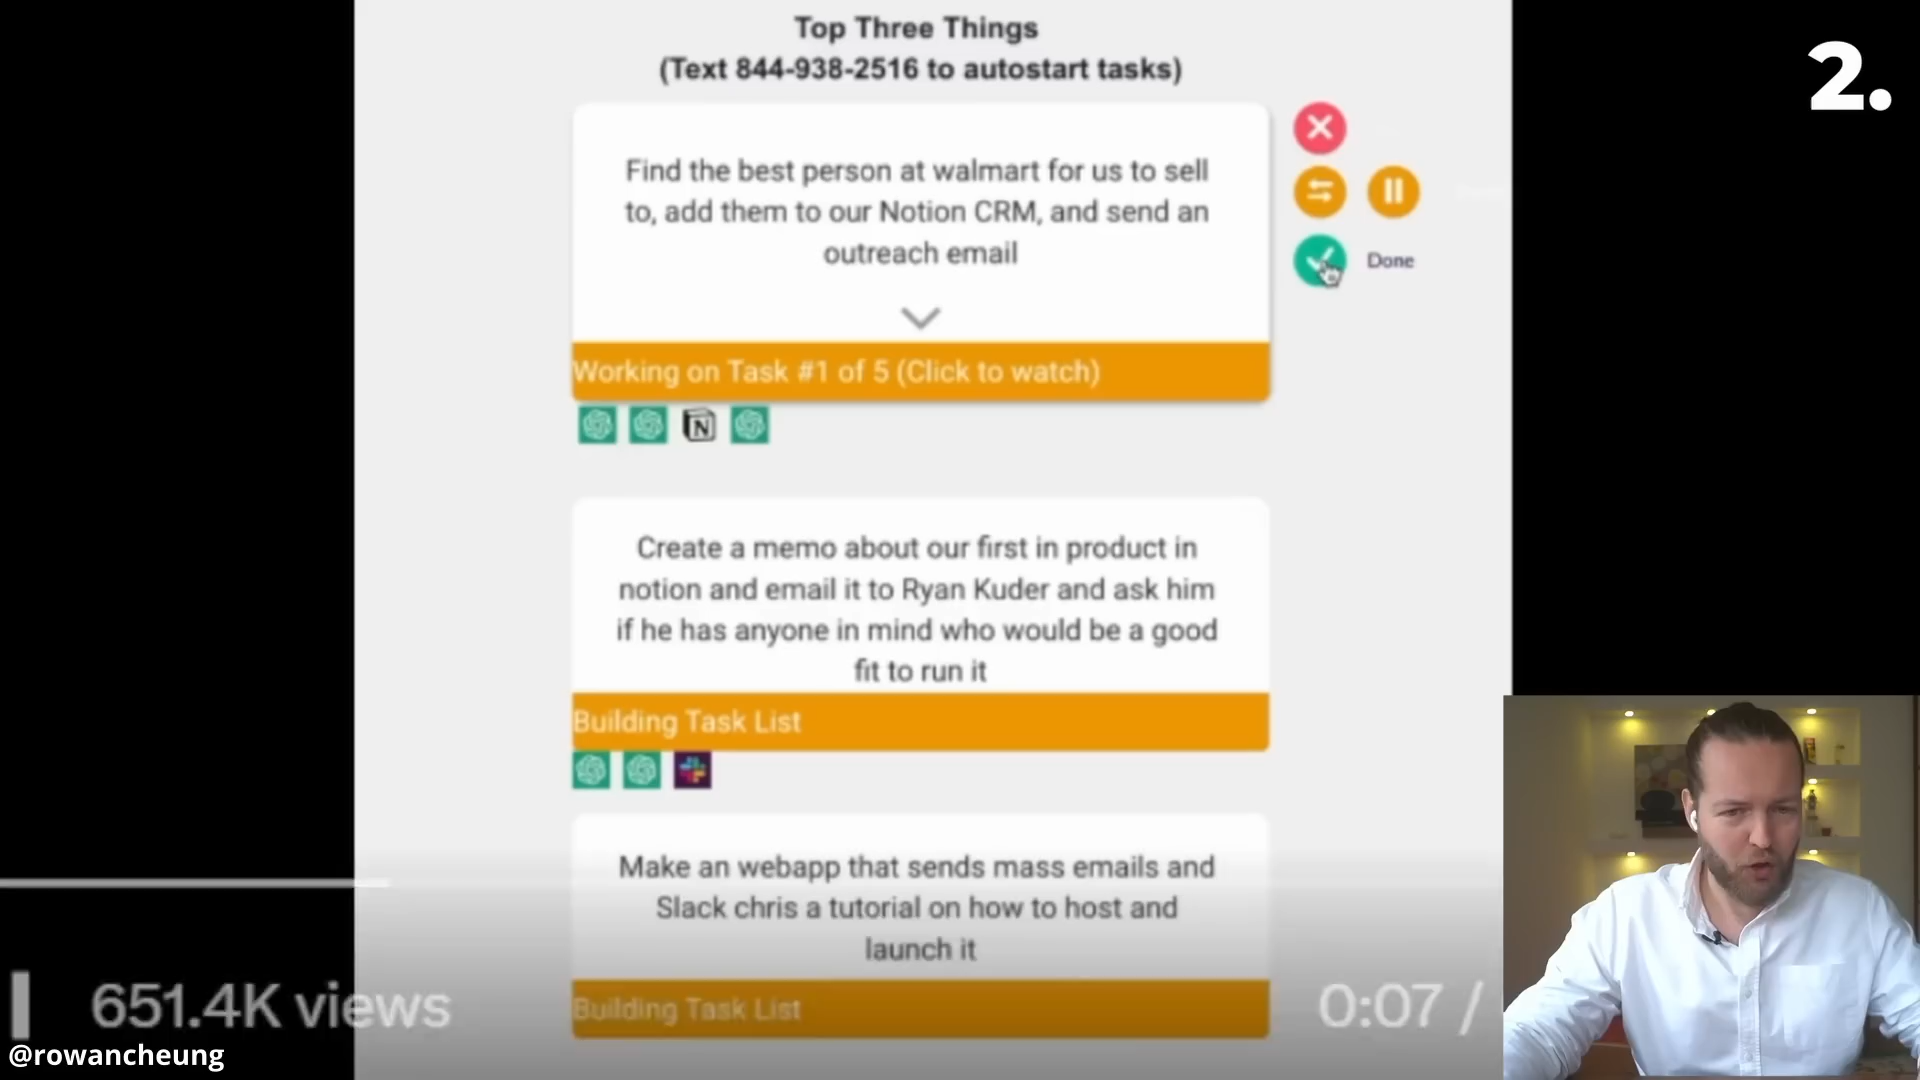 Top Three Things
(Text 844-938-2516 to autostart tasks)
2.
Find the best person at walmart for us to sell
to, add them to our Notion CRM, and send an
outreach email
Done
Working on Task #1 of 5 (Click to watch)
N
Create a memo about our first in product in
notion and email it to Ryan Kuder and ask him
if he has anyone in mind who would be a good
fit to run it
Building Task List
Make an webapp that sends mass emails and
Slack chris a tutorial on how to host and
launch it
Building Task List
651.4K views
0:07 /
@rowancheung